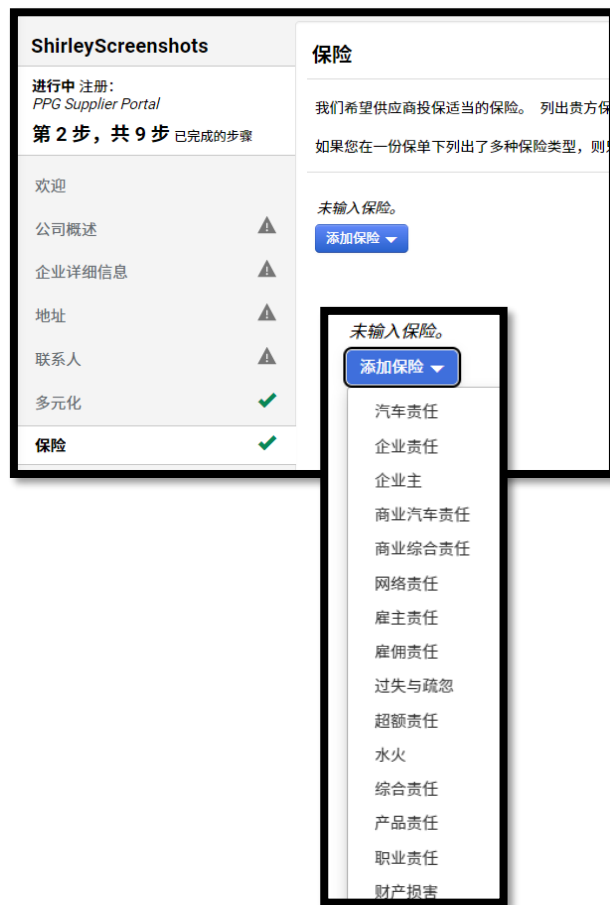 ShirleyScreenshots
进行中 注册：
PPG Supplier Portal
第 2 步，共 9 步 已完成的步骤
欢迎
公司概述
企业详细信息
地址
联系人
多元化
保险
保险
我们希望供应商投保适当的保险。 列出贵方保
如果您在一份保单下列出了多种保险类型，则
未输入保险。
添加保险
未输入保险。
添加保险
汽车责任
企业责任
企业主
商业汽车责任
商业综合责任
网络责任
雇主责任
雇佣责任
过失与疏忽
超额责任
水火
综合责任
产品责任
职业责任
财产损害